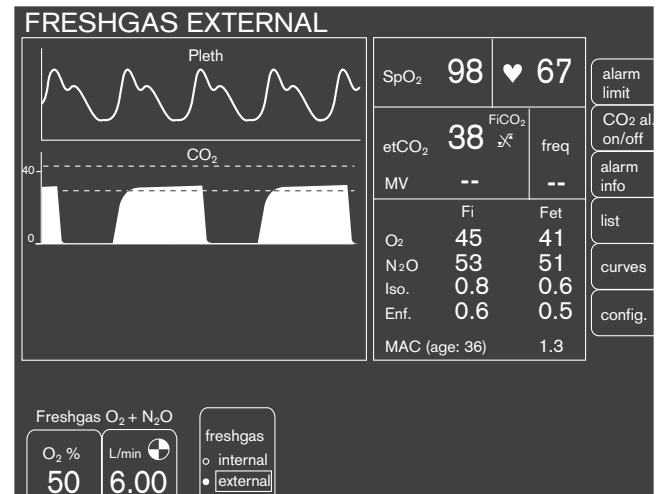 FRESHGAS EXTERNAL
Pleth
CO₂
40
0
SpO₂ 98 ♥ 67
etCO₂ 38 FiCO₂ freq
MV -- --
Fi Fet
O₂ 45 41
N₂O 53 51
Iso. 0.8 0.6
Enf. 0.6 0.5
MAC (age: 36) 1.3
alarm
limit
CO₂ al.
on/off
alarm
info
list
curves
config.
Freshgas O₂ + N₂O
O₂ % L/min
50 6.00
freshgas
internal
external